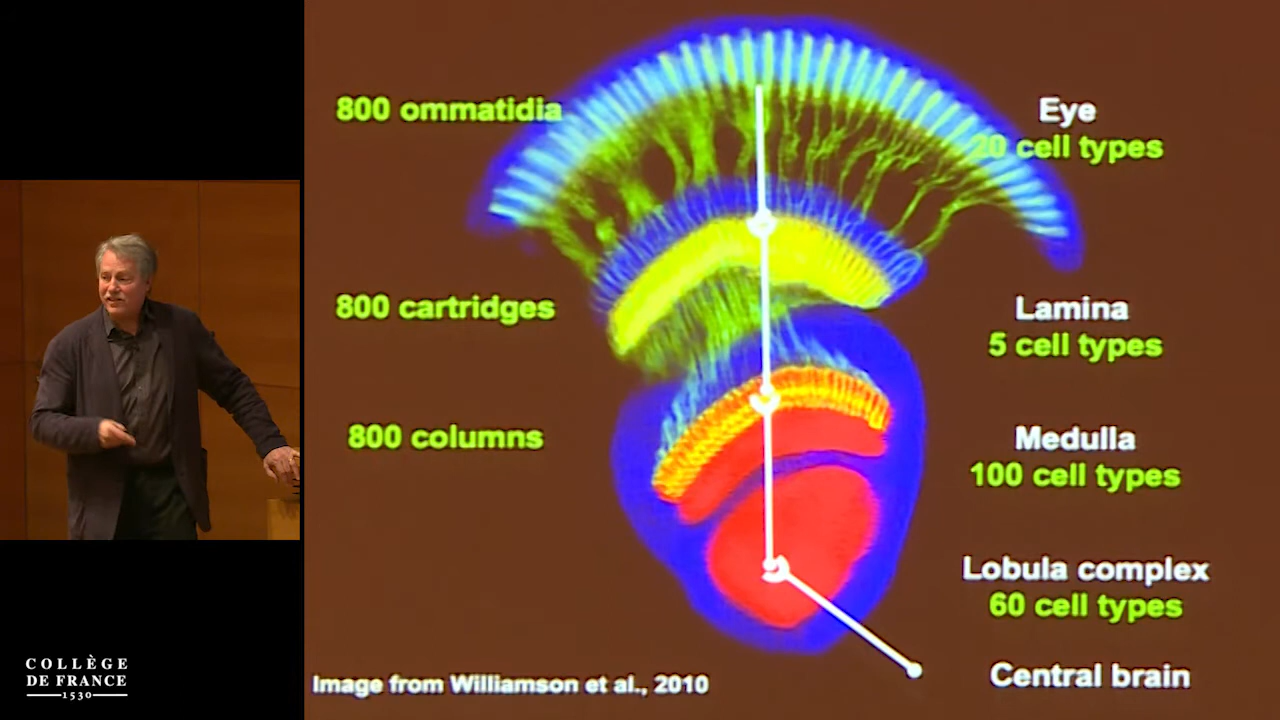 800 ommatidia
Eye
20 cell types
800 cartridges
Lamina
5 cell types
800 columns
Medulla
100 cell types
Lobula complex
60 cell types
Central brain
Image from Williamson et al., 2010
COLLÈGE
DE FRANCE
1530